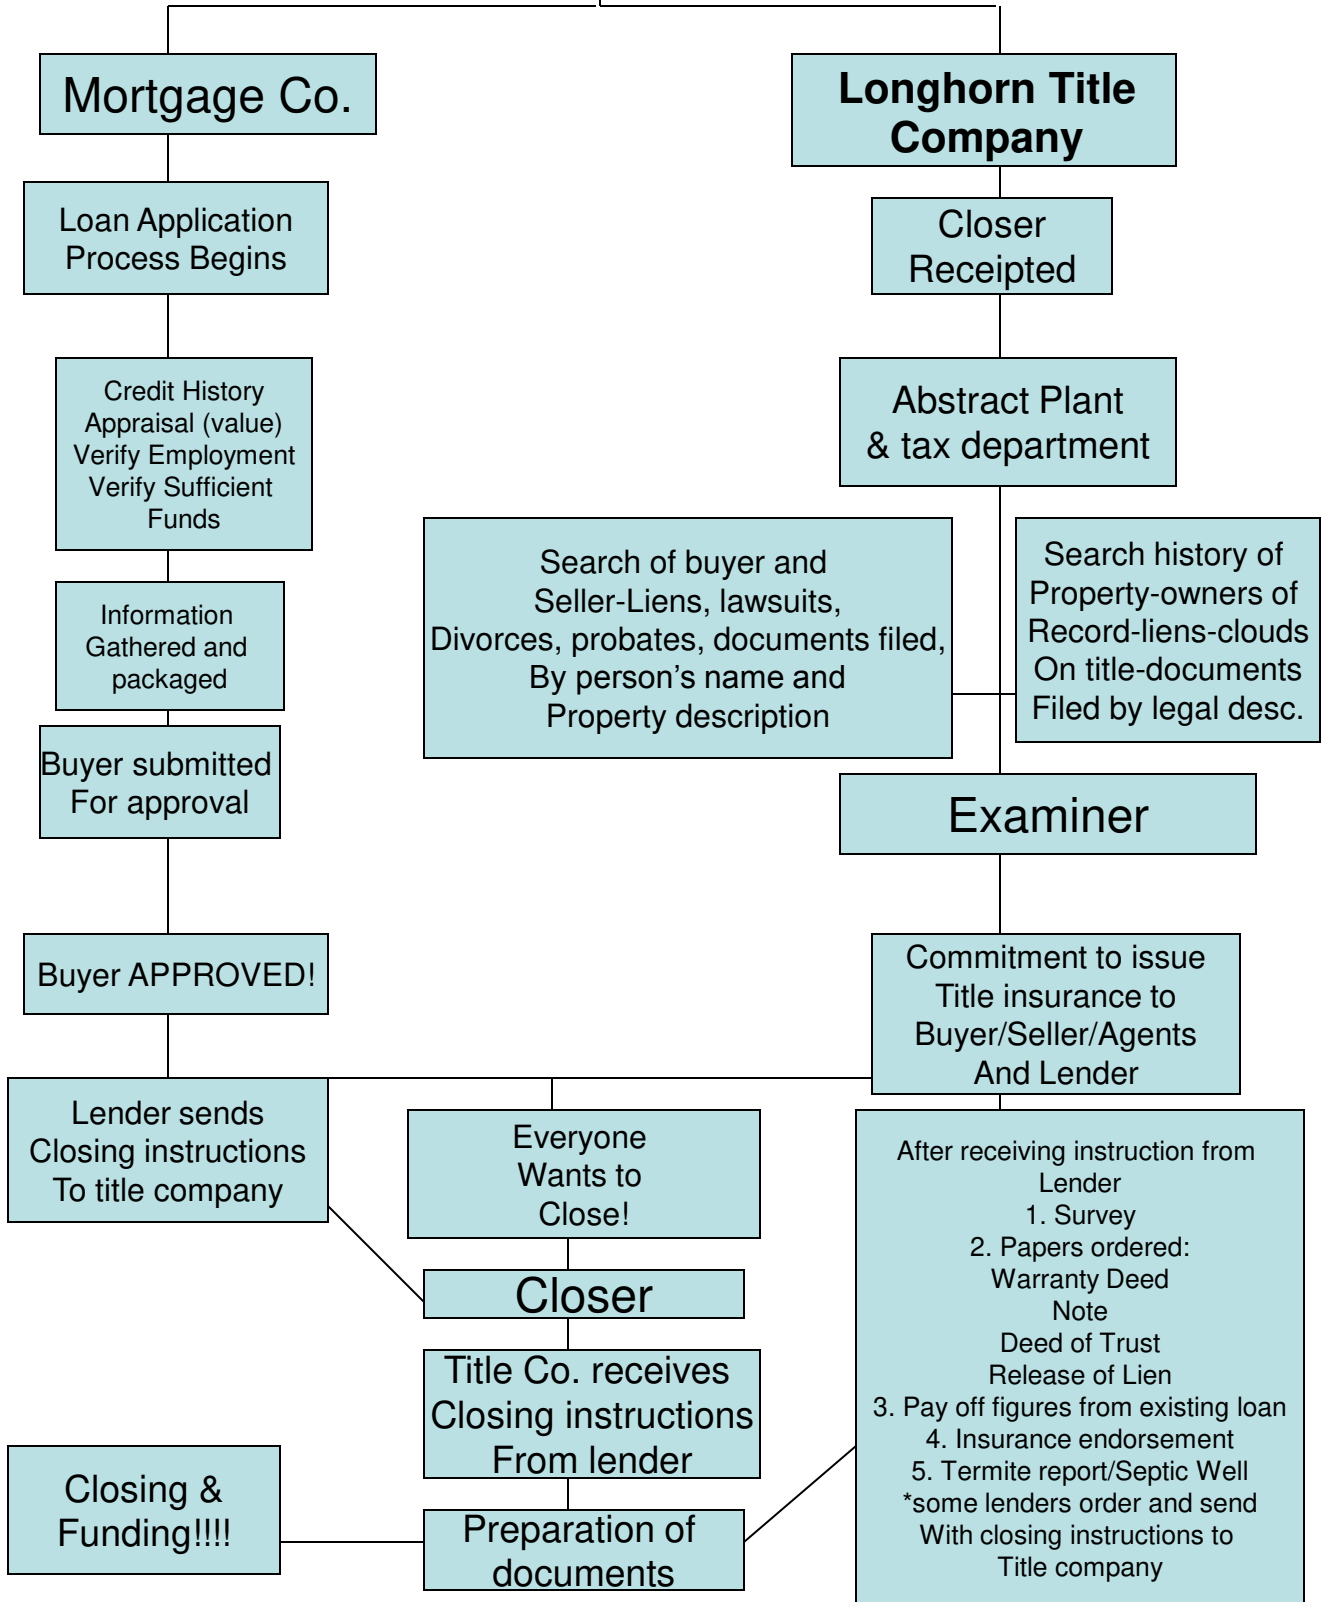 Mortgage Co.
Longhorn Title
Company
Loan Application
Process Begins
Closer
Receipted
Credit History
Appraisal (value)
Verify Employment
Verify Sufficient
Funds
Abstract Plant
& tax department
Search of buyer and
Seller-Liens, lawsuits,
Divorces, probates, documents filed,
By person's name and
Property description
Search history of
Property-owners of
Record-liens-clouds
On title-documents
Filed by legal desc.
Information
Gathered and
packaged
Buyer submitted
For approval
Examiner
Buyer APPROVED!
Commitment to issue
Title insurance to
Buyer/Seller/Agents
And Lender
Lender sends
Closing instructions
To title company
Everyone
Wants to
Close!
After receiving instruction from
Lender
1. Survey
2. Papers ordered:
Warranty Deed
Note
Deed of Trust
Release of Lien
3. Pay off figures from existing loan
4. Insurance endorsement
5. Termite report/Septic Well
*some lenders order and send
With closing instructions to
Title company
Closer
Title Co. receives
Closing instructions
From lender
Closing &
Funding!!!!
Preparation of
documents